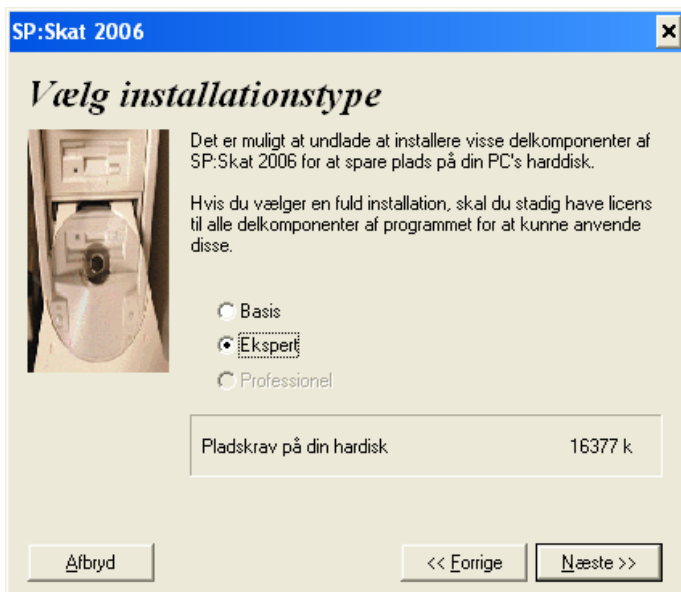 SP:Skat 2006
Vælg installationstype
Det er muligt at undlade at installere visse delkomponenter af
SP:Skat 2006 for at spare plads på din PC's harddisk.
Hvis du vælger en fuld installation, skal du stadig have licens
til alle delkomponenter af programmet for at kunne anvende
disse.
Basis
Ekspert
Professionel
Pladskrav på din hardisk 16377 k
Afbryd << Forrige Næste >>